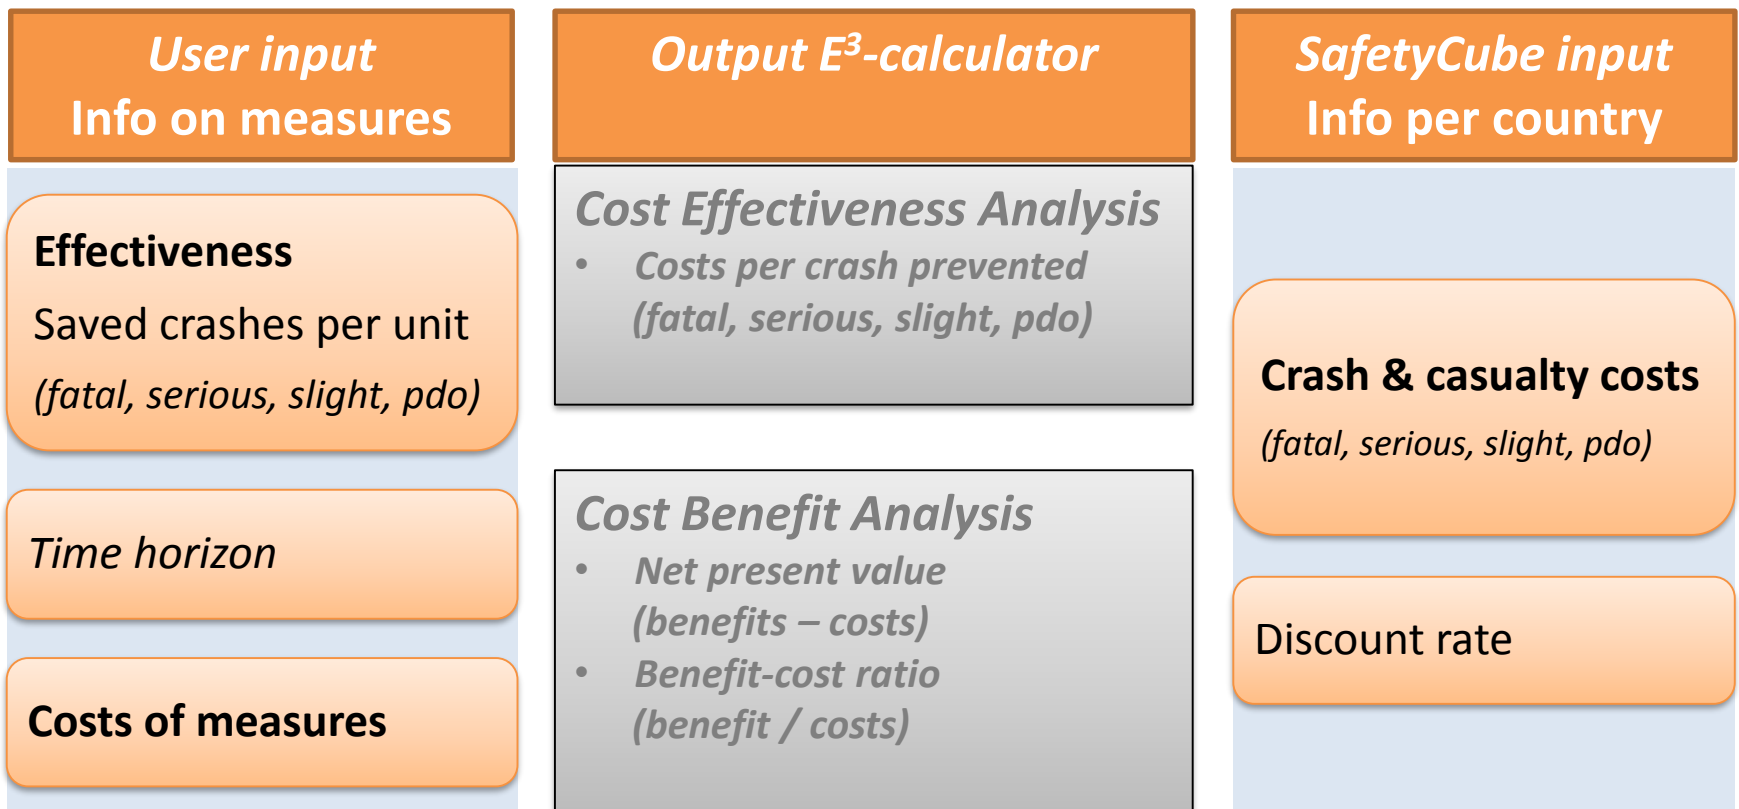 User input
Info on measures
Effectiveness
Saved crashes per unit
(fatal, serious, slight, pdo)
Time horizon
Costs of measures
Output E³-calculator
Cost Effectiveness Analysis
• Costs per crash prevented
(fatal, serious, slight, pdo)
Cost Benefit Analysis
• Net present value
(benefits – costs)
• Benefit-cost ratio
(benefit / costs)
SafetyCube input
Info per country
Crash & casualty costs
(fatal, serious, slight, pdo)
Discount rate